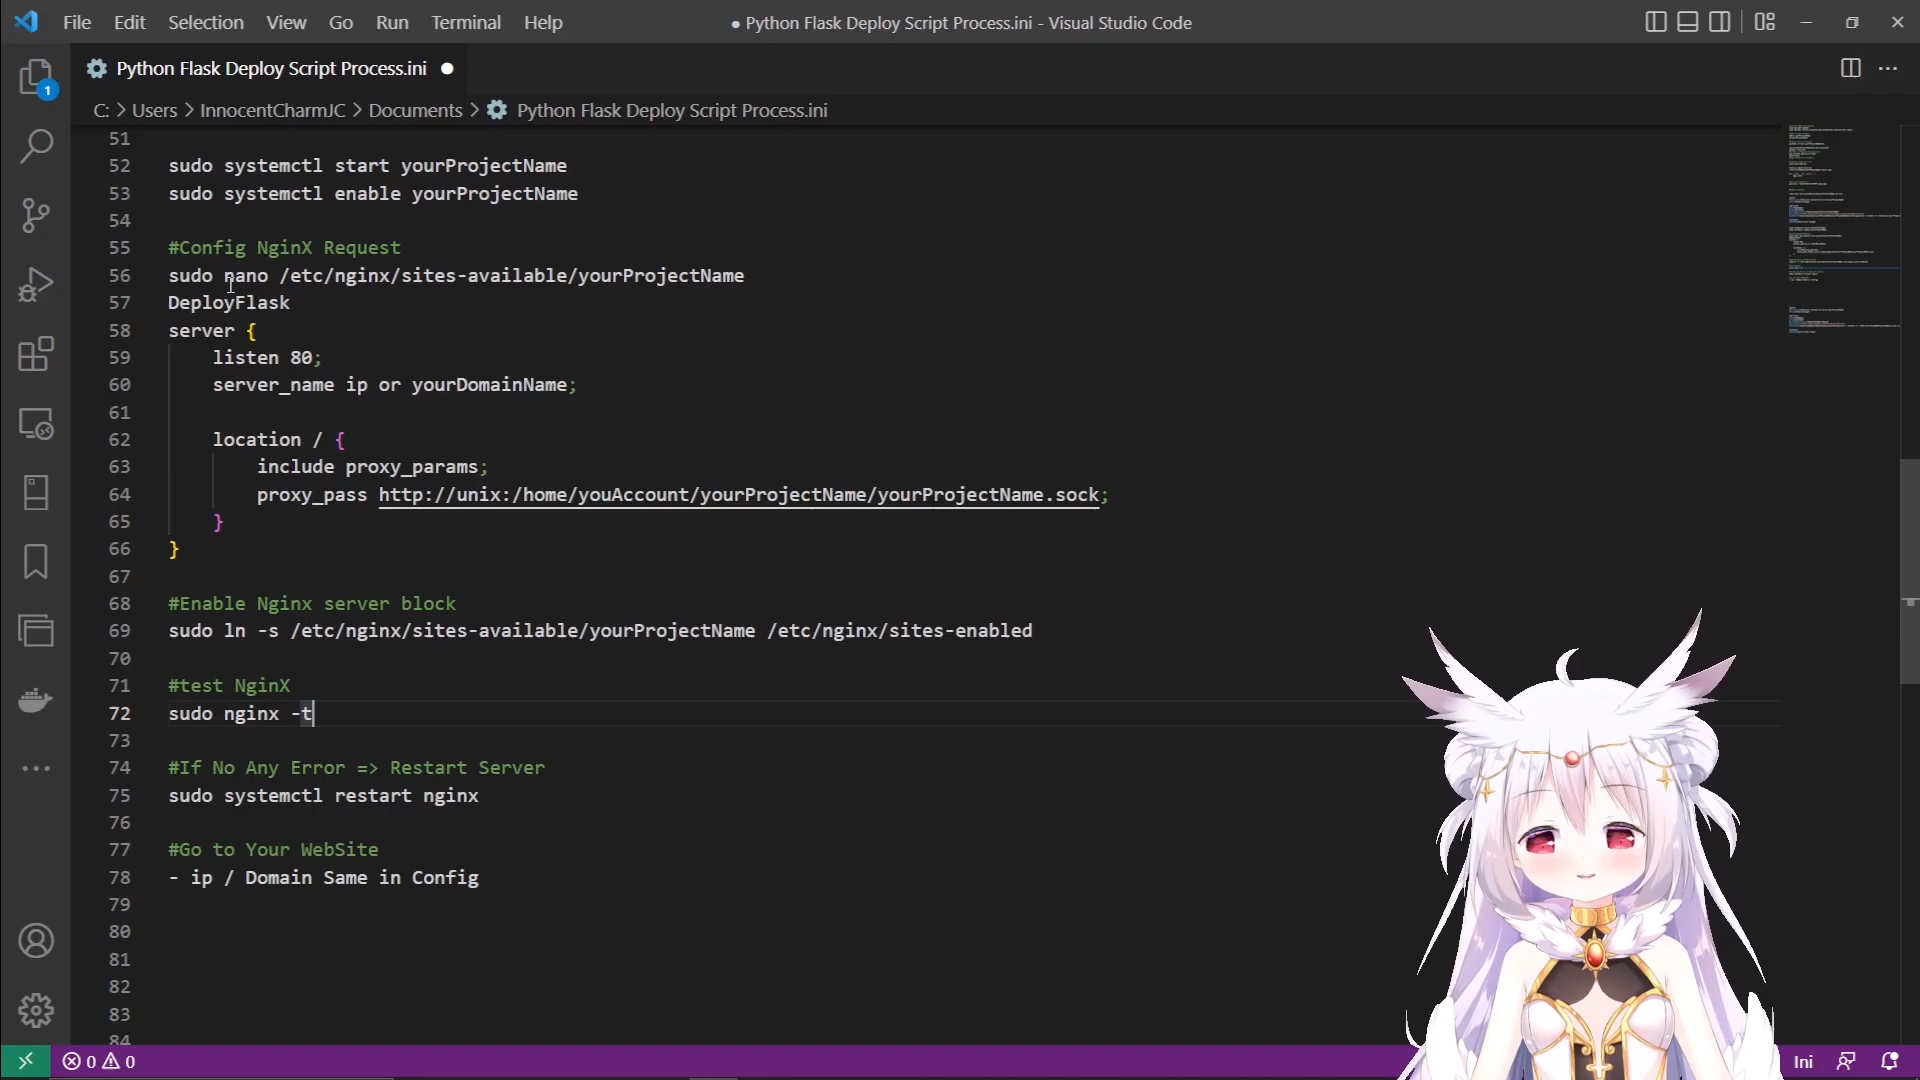 File Edit Selection View Go Run Terminal Help
● Python Flask Deploy Script Process.ini - Visual Studio Code
Python Flask Deploy Script Process.ini
1
C: > Users > InnocentCharmJC > Documents > Python Flask Deploy Script Process.ini
51
52 sudo systemctl start yourProjectName
53 sudo systemctl enable yourProjectName
54
55 #Config NginX Request
56 sudo nano /etc/nginx/sites-available/yourProjectName
57 DeployFlask
58 server {
59 listen 80;
60 server_name ip or yourDomainName;
61
62 location / {
63 include proxy_params;
64 proxy_pass http://unix:/home/youAccount/yourProjectName/yourProjectName.sock;
65 }
66 }
67
68 #Enable Nginx server block
69 sudo ln -s /etc/nginx/sites-available/yourProjectName /etc/nginx/sites-enabled
70
71 #test NginX
72 sudo nginx -t
73
74 #If No Any Error => Restart Server
75 sudo systemctl restart nginx
76
77 #Go to Your WebSite
78 - ip / Domain Same in Config
79
80
81
82
83
84
0 0
Ini